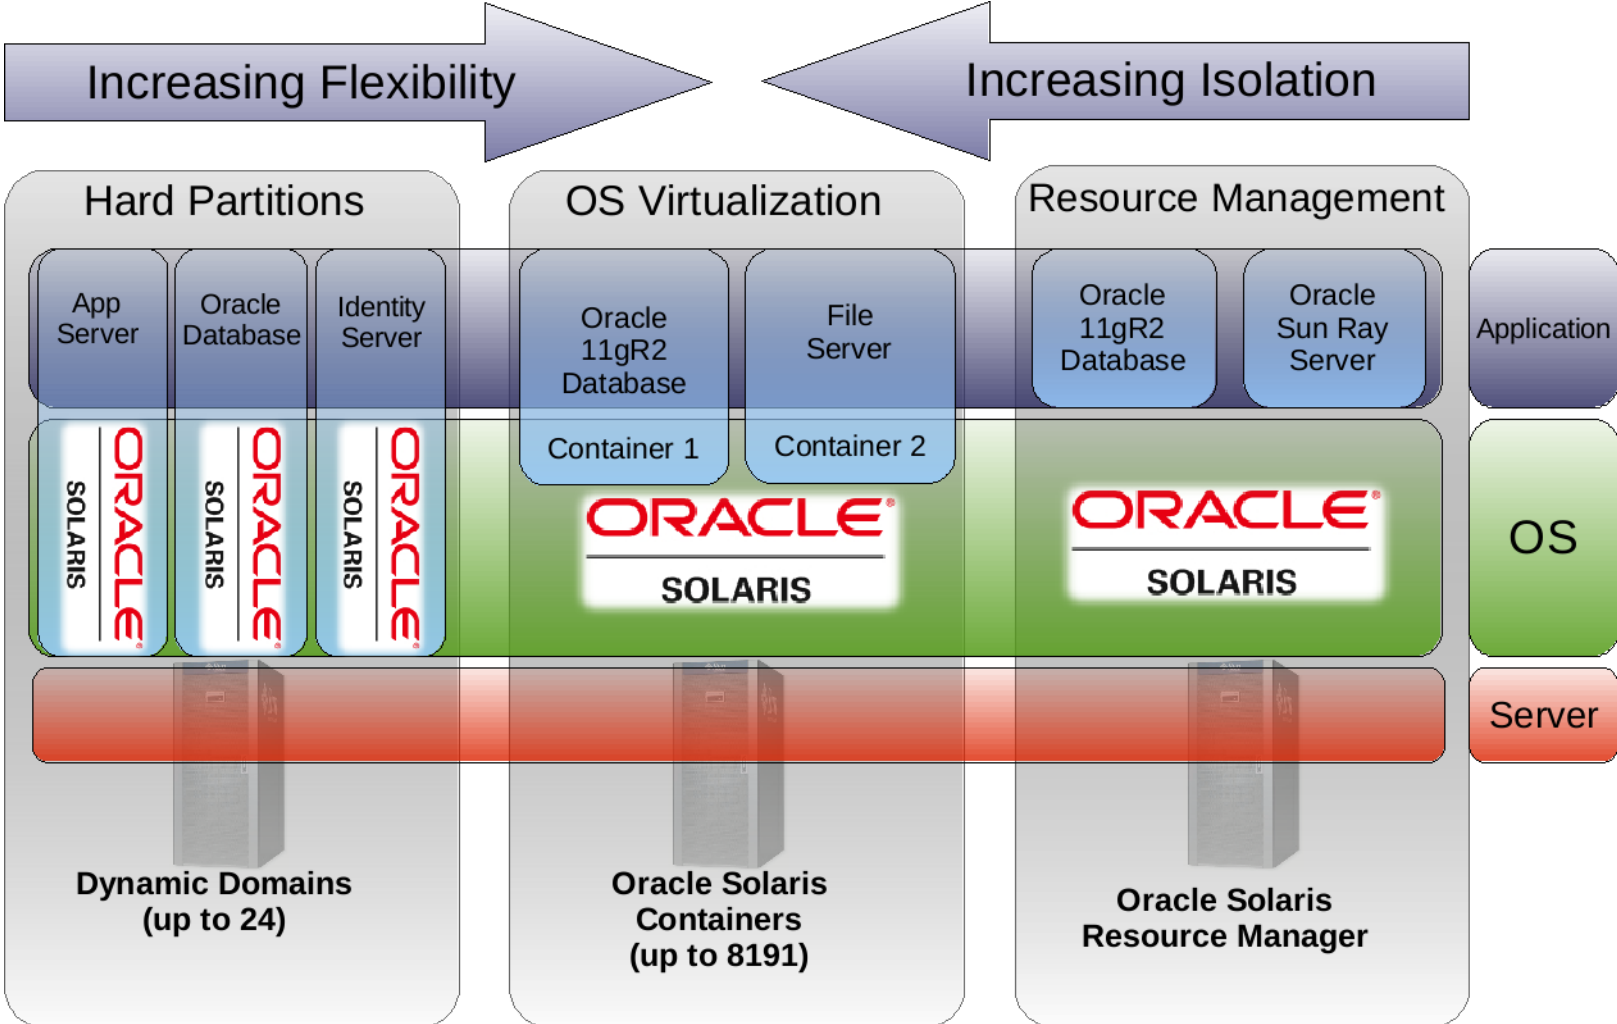 Increasing Flexibility
Increasing Isolation
Hard Partitions
OS Virtualization
Resource Management
App
Server
Oracle
Database
Identity
Server
Oracle
11gR2
Database
Container 1
File
Server
Container 2
Oracle
11gR2
Database
Oracle
Sun Ray
Server
Application
ORACLE®
SOLARIS
ORACLE®
SOLARIS
ORACLE®
SOLARIS
ORACLE®
SOLARIS
ORACLE®
SOLARIS
OS
Server
Dynamic Domains
(up to 24)
Oracle Solaris
Containers
(up to 8191)
Oracle Solaris
Resource Manager